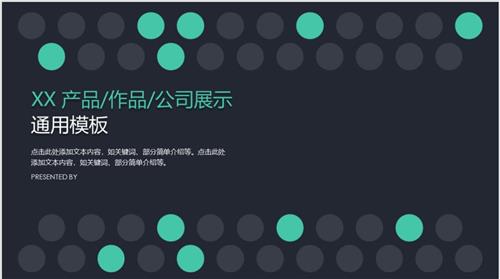 XX 产品/作品/公司展示
通用模板
点击此处添加文本内容，如关键词、部分简单介绍等。点击此处
添加文本内容，如关键词、部分简单介绍等。
PRESENTED BY